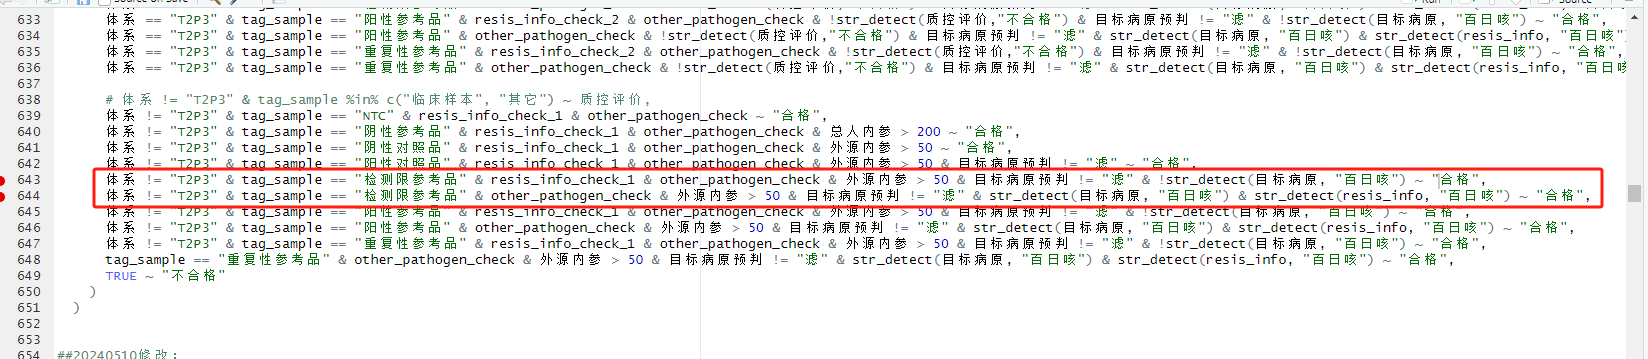 633 体系 == "T2P3" & tag_sample == "阳性参考品" & resis_info_check_2 & other_pathogen_check & !str_detect(质控评价,"不合格") & 目标病原预判 != "滤" & !str_detect(目标病原, "百日咳") ~ "合格",
634 体系 == "T2P3" & tag_sample == "阳性参考品" & other_pathogen_check & !str_detect(质控评价,"不合格") & 目标病原预判 != "滤" & str_detect(目标病原, "百日咳") & str_detect(resis_info, "百日咳")
635 体系 == "T2P3" & tag_sample == "重复性参考品" & resis_info_check_2 & other_pathogen_check & !str_detect(质控评价,"不合格") & 目标病原预判 != "滤" & !str_detect(目标病原, "百日咳") ~ "合格",
636 体系 == "T2P3" & tag_sample == "重复性参考品" & other_pathogen_check & !str_detect(质控评价,"不合格") & 目标病原预判 != "滤" & str_detect(目标病原, "百日咳") & str_detect(resis_info, "百日咳
637
638 # 体系 != "T2P3" & tag_sample %in% c("临床样本", "其它") ~ 质控评价,
639 体系 != "T2P3" & tag_sample == "NTC" & resis_info_check_1 & other_pathogen_check ~ "合格",
640 体系 != "T2P3" & tag_sample == "阴性参考品" & resis_info_check_1 & other_pathogen_check & 总人内参 > 200 ~ "合格",
641 体系 != "T2P3" & tag_sample == "阴性对照品" & resis_info_check_1 & other_pathogen_check & 外源内参 > 50 ~ "合格",
642 体系 != "T2P3" & tag_sample == "阳性对照品" & resis_info_check_1 & other_pathogen_check & 外源内参 > 50 & 目标病原预判 != "滤" ~ "合格",
643 体系 != "T2P3" & tag_sample == "检测限参考品" & resis_info_check_1 & other_pathogen_check & 外源内参 > 50 & 目标病原预判 != "滤" & !str_detect(目标病原, "百日咳") ~ "合格",
644 体系 != "T2P3" & tag_sample == "检测限参考品" & other_pathogen_check & 外源内参 > 50 & 目标病原预判 != "滤" & str_detect(目标病原, "百日咳") & str_detect(resis_info, "百日咳") ~ "合格",
645 体系 != "T2P3" & tag_sample == "阳性参考品" & resis_info_check_1 & other_pathogen_check & 外源内参 > 50 & 目标病原预判 != "滤" & !str_detect(目标病原, "百日咳") ~ "合格",
646 体系 != "T2P3" & tag_sample == "阳性参考品" & other_pathogen_check & 外源内参 > 50 & 目标病原预判 != "滤" & str_detect(目标病原, "百日咳") & str_detect(resis_info, "百日咳") ~ "合格",
647 体系 != "T2P3" & tag_sample == "重复性参考品" & resis_info_check_1 & other_pathogen_check & 外源内参 > 50 & 目标病原预判 != "滤" & !str_detect(目标病原, "百日咳") ~ "合格",
648 tag_sample == "重复性参考品" & other_pathogen_check & 外源内参 > 50 & 目标病原预判 != "滤" & str_detect(目标病原, "百日咳") & str_detect(resis_info, "百日咳") ~ "合格",
649 TRUE ~ "不合格"
650 )
651 )
652
653
654 ##20240510修改: